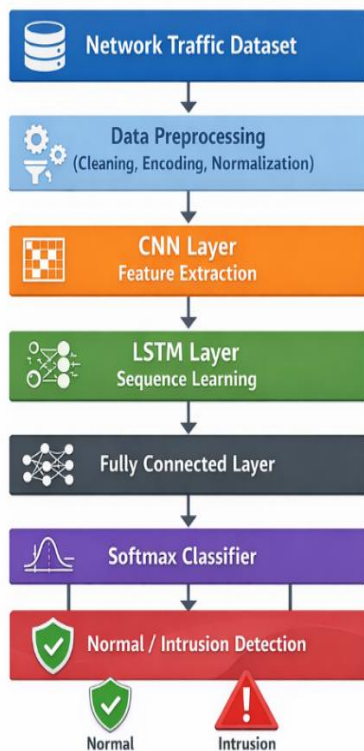 Network Traffic Dataset
Data Preprocessing
(Cleaning, Encoding, Normalization)
CNN Layer
Feature Extraction
LSTM Layer
Sequence Learning
Fully Connected Layer
Softmax Classifier
Normal / Intrusion Detection
Normal
Intrusion